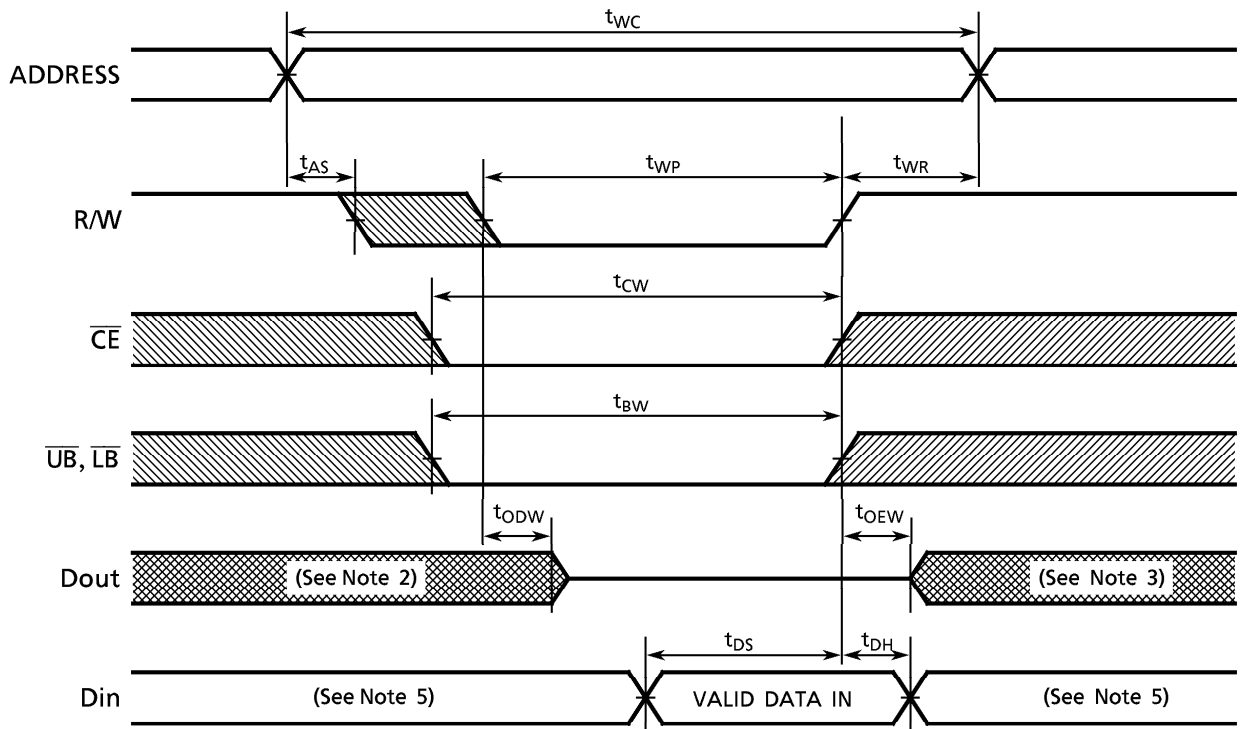 tWC
ADDRESS
tAS tWP tWR
R/W
tCW
CE
tBW
UB, LB
tODW tOEW
Dout (See Note 2) (See Note 3)
tDS tDH
Din (See Note 5) VALID DATA IN (See Note 5)